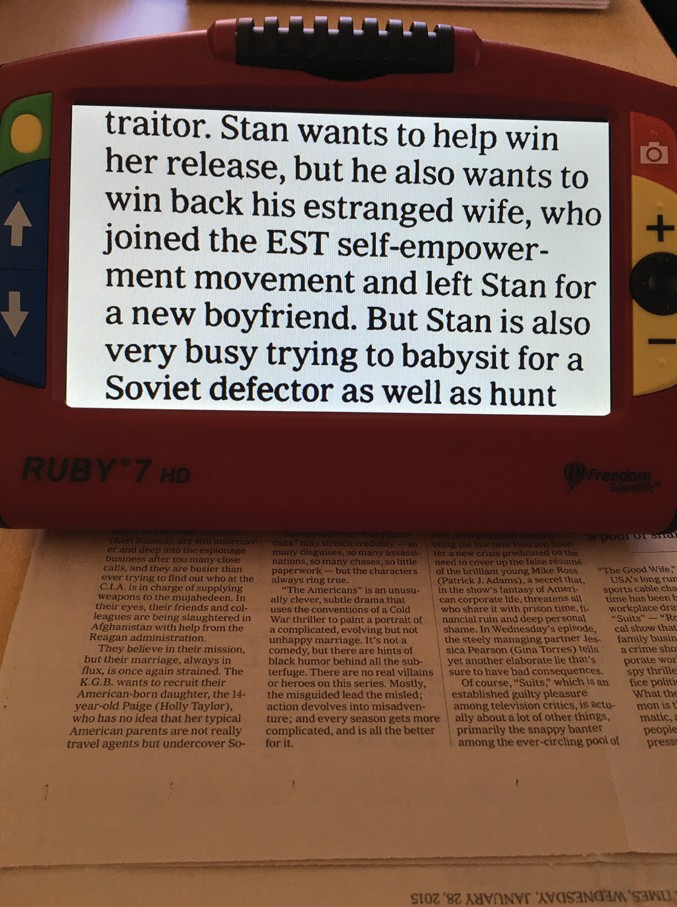 traitor. Stan wants to help win
her release, but he also wants to
win back his estranged wife, who
joined the EST self-empower-
ment movement and left Stan for
a new boyfriend. But Stan is also
very busy trying to babysit for a
Soviet defector as well as hunt
RUBY® 7 HD
Freedom
Scientific®
(Keri Russell), are still undercov-
er and deep into the espionage
business after too many close
calls, and they are busier than
ever trying to find out who at the
C.I.A. is in charge of supplying
weapons to the mujahedeen. In
their eyes, their friends and col-
leagues are being slaughtered in
Afghanistan with help from the
Reagan administration.
They believe in their mission,
but their marriage, always in
flux, is once again strained. The
K.G.B. wants to recruit their
American-born daughter, the 14-
year-old Paige (Holly Taylor),
who has no idea that her typical
American parents are not really
travel agents but undercover So-
cans" may stretch credulity — so
many disguises, so many assassi-
nations, so many chases, so little
paperwork — but the characters
always ring true.
"The Americans" is an unusu-
ally clever, subtle drama that
uses the conventions of a Cold
War thriller to paint a portrait of
a complicated, evolving but not
unhappy marriage. It's not a
comedy, but there are hints of
black humor behind all the sub-
terfuge. There are no real villains
or heroes on this series. Mostly,
the misguided lead the misled;
action devolves into misadven-
ture; and every season gets more
complicated, and is all the better
for it.
bring the law firm Pearson Spec-
ter a new crisis predicated on the
need to cover up the false résumé
of the brilliant young Mike Ross
(Patrick J. Adams), a secret that,
in the show's fantasy of Ameri-
can corporate life, threatens all
who share it with prison time, fi-
nancial ruin and deep personal
shame. In Wednesday's episode,
the steely managing partner Jes-
sica Pearson (Gina Torres) tells
yet another elaborate lie that's
sure to have bad consequences.
Of course, "Suits," which is an
established guilty pleasure
among television critics, is actu-
ally about a lot of other things,
primarily the snappy banter
among the ever-circling pool of
a pool of
"The Good Wife,"
USA's long run
sports cable cha
time has been
workplace dra
"Suits" — "Ro
cal show that
family busin
a crime sho
porate wor
spy thrille
fice politi
What the
mon is t
matic, a
people
press
TIMES, WEDNESDAY, JANUARY 28, 2015